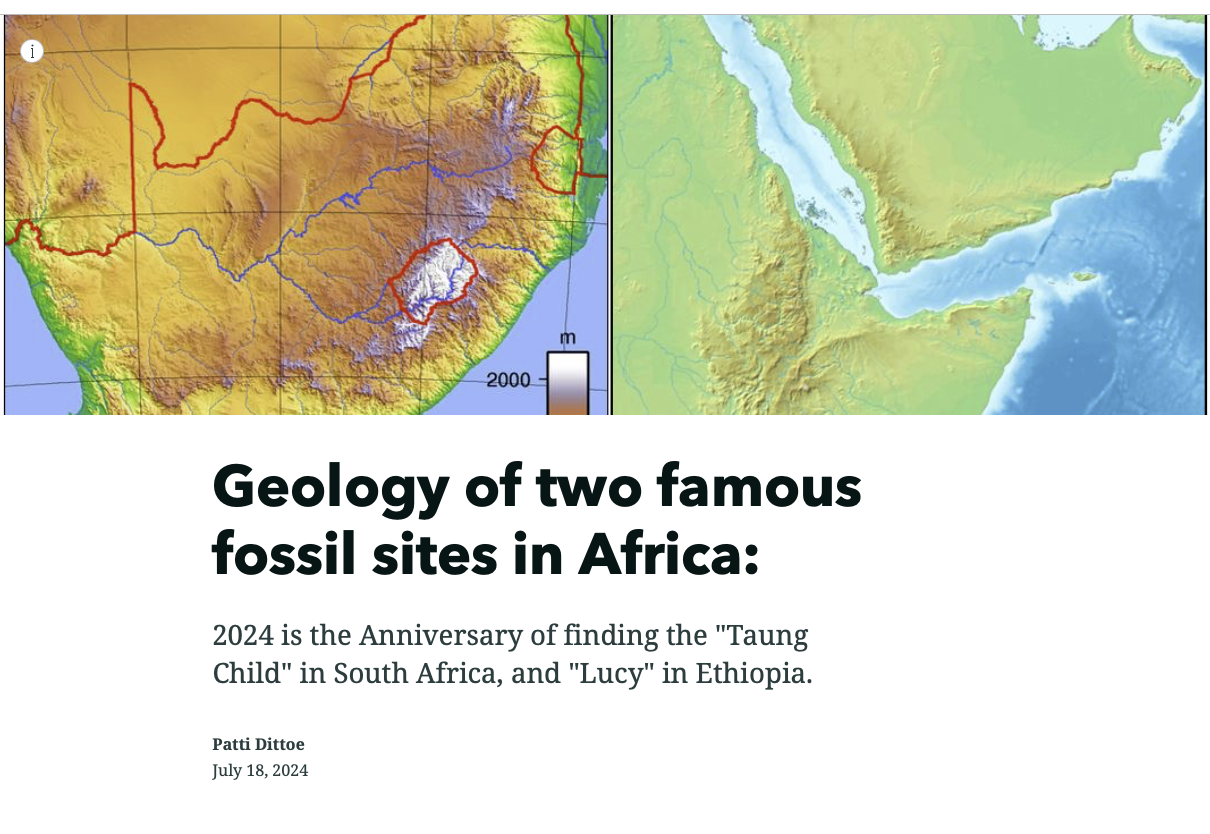 i
m
2000
Geology of two famous
fossil sites in Africa:
2024 is the Anniversary of finding the "Taung
Child" in South Africa, and "Lucy" in Ethiopia.
Patti Dittoe
July 18, 2024